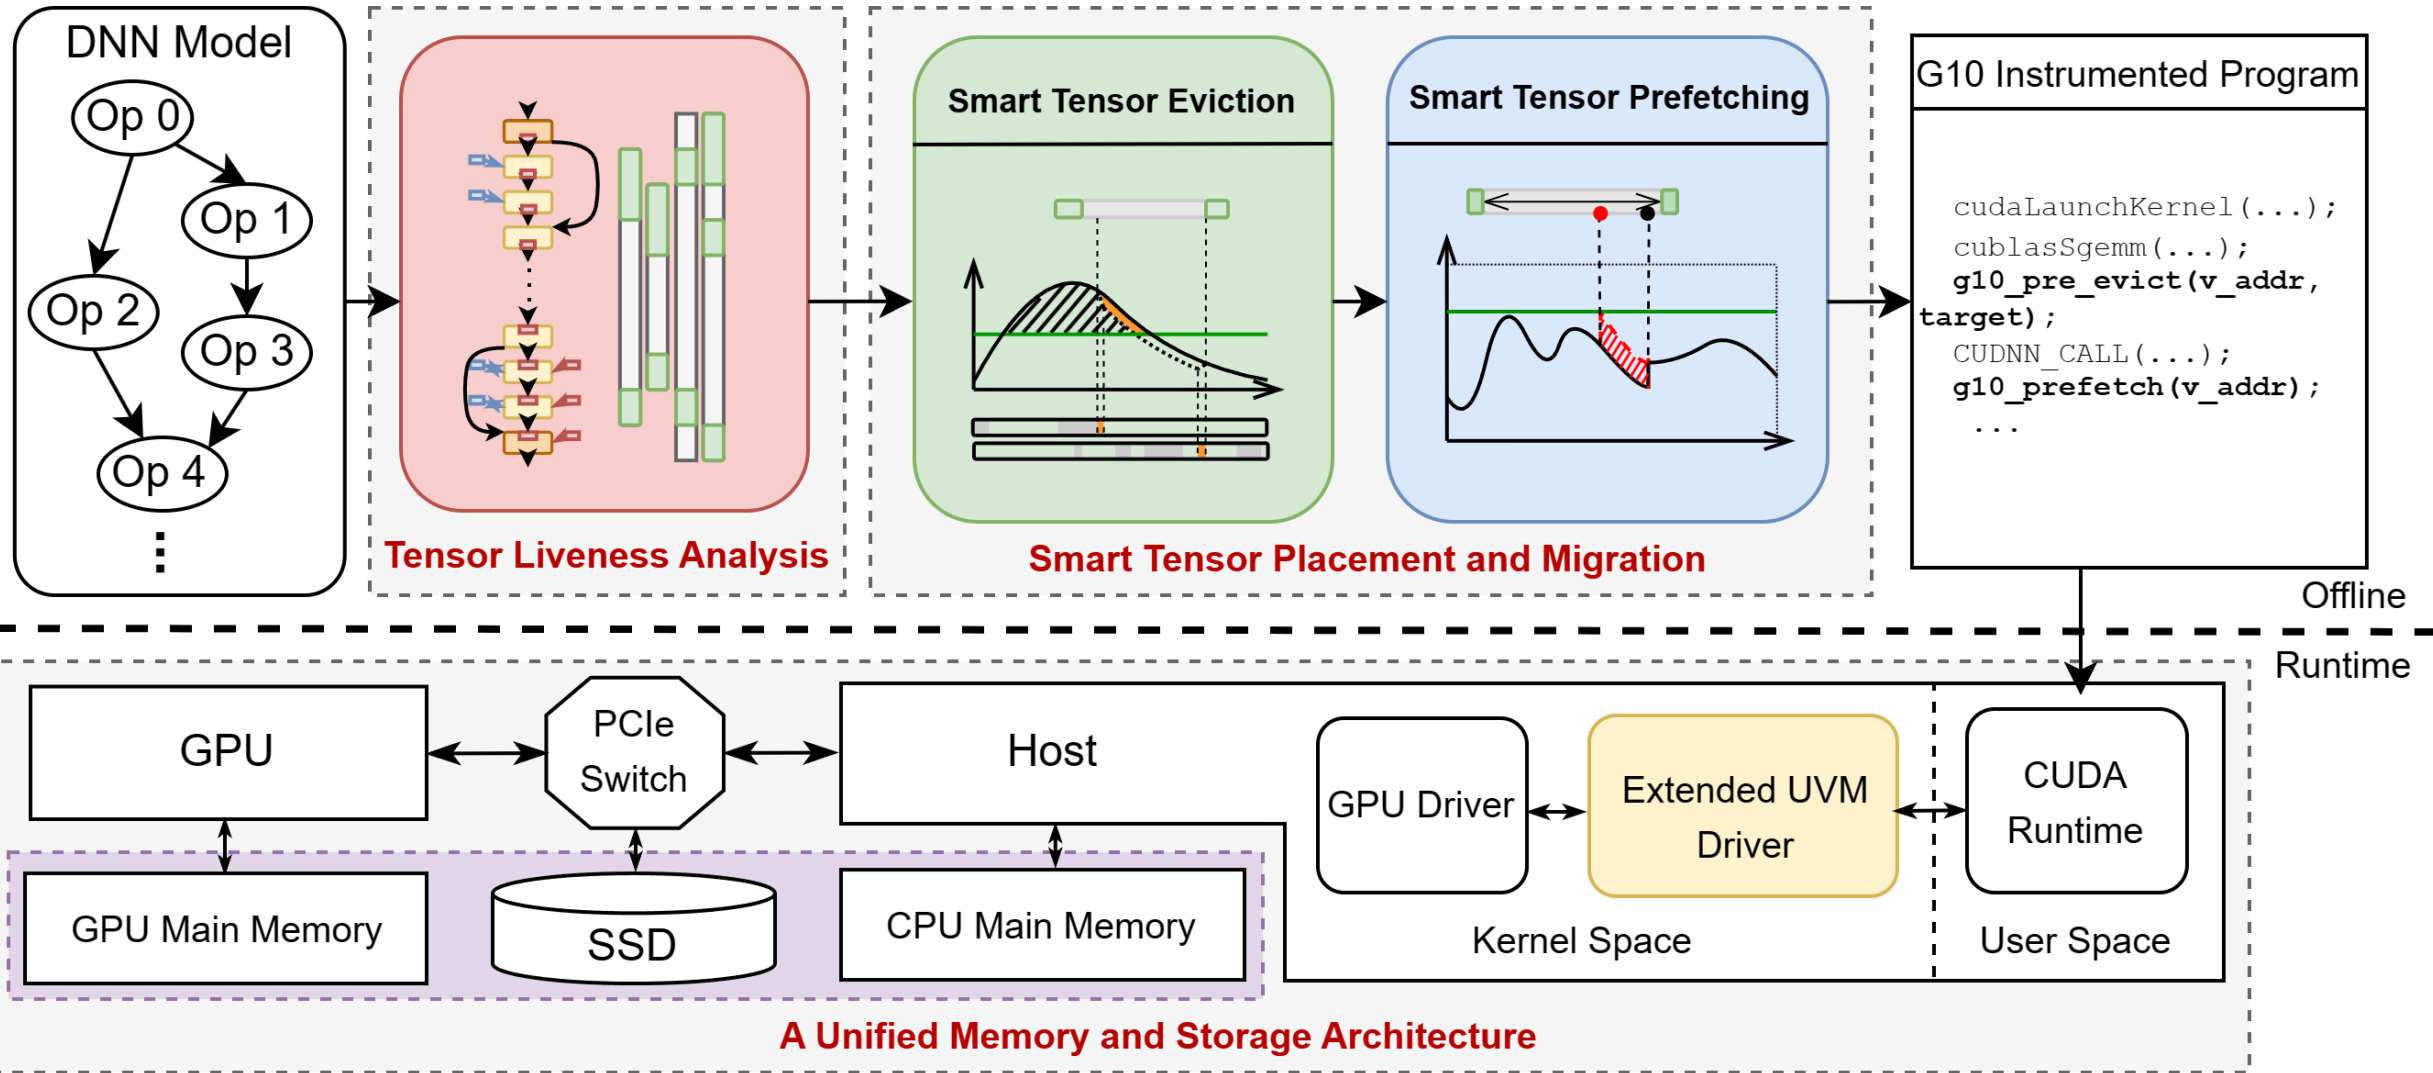 DNN Model
Op 0
Op 1
Op 2
Op 3
Op 4
Tensor Liveness Analysis
Smart Tensor Eviction
Smart Tensor Prefetching
Smart Tensor Placement and Migration
G10 Instrumented Program
cudaLaunchKernel(...);
cublasSgemm(...);
g10_pre_evict(v_addr,
target);
CUDNN_CALL(...);
g10_prefetch(v_addr);
...
Offline
Runtime
GPU
PCIe
Switch
Host
GPU Driver
Extended UVM
Driver
CUDA
Runtime
GPU Main Memory
SSD
CPU Main Memory
Kernel Space
User Space
A Unified Memory and Storage Architecture